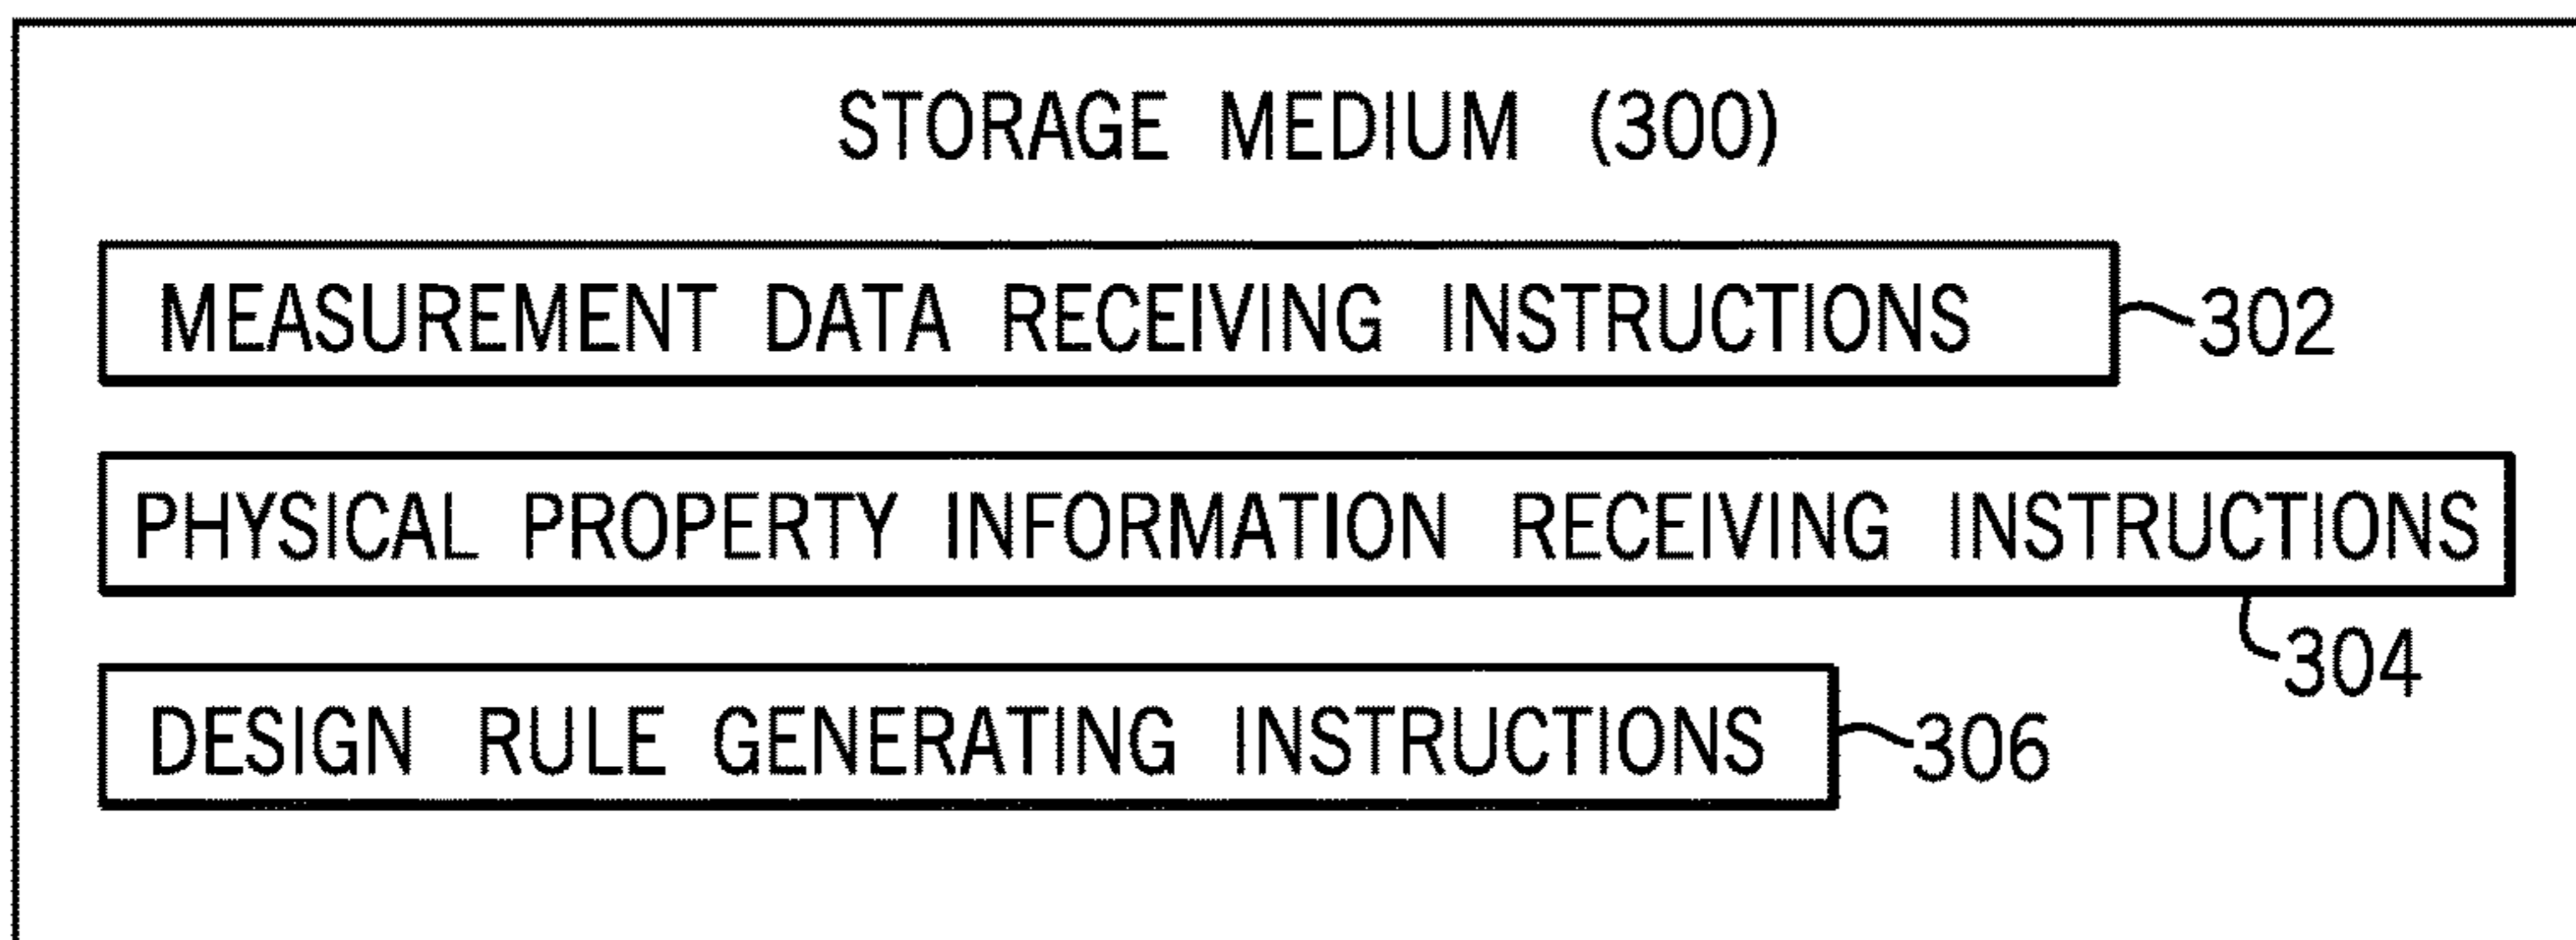 STORAGE MEDIUM (300)
MEASUREMENT DATA RECEIVING INSTRUCTIONS 302
PHYSICAL PROPERTY INFORMATION RECEIVING INSTRUCTIONS
304
DESIGN RULE GENERATING INSTRUCTIONS 306